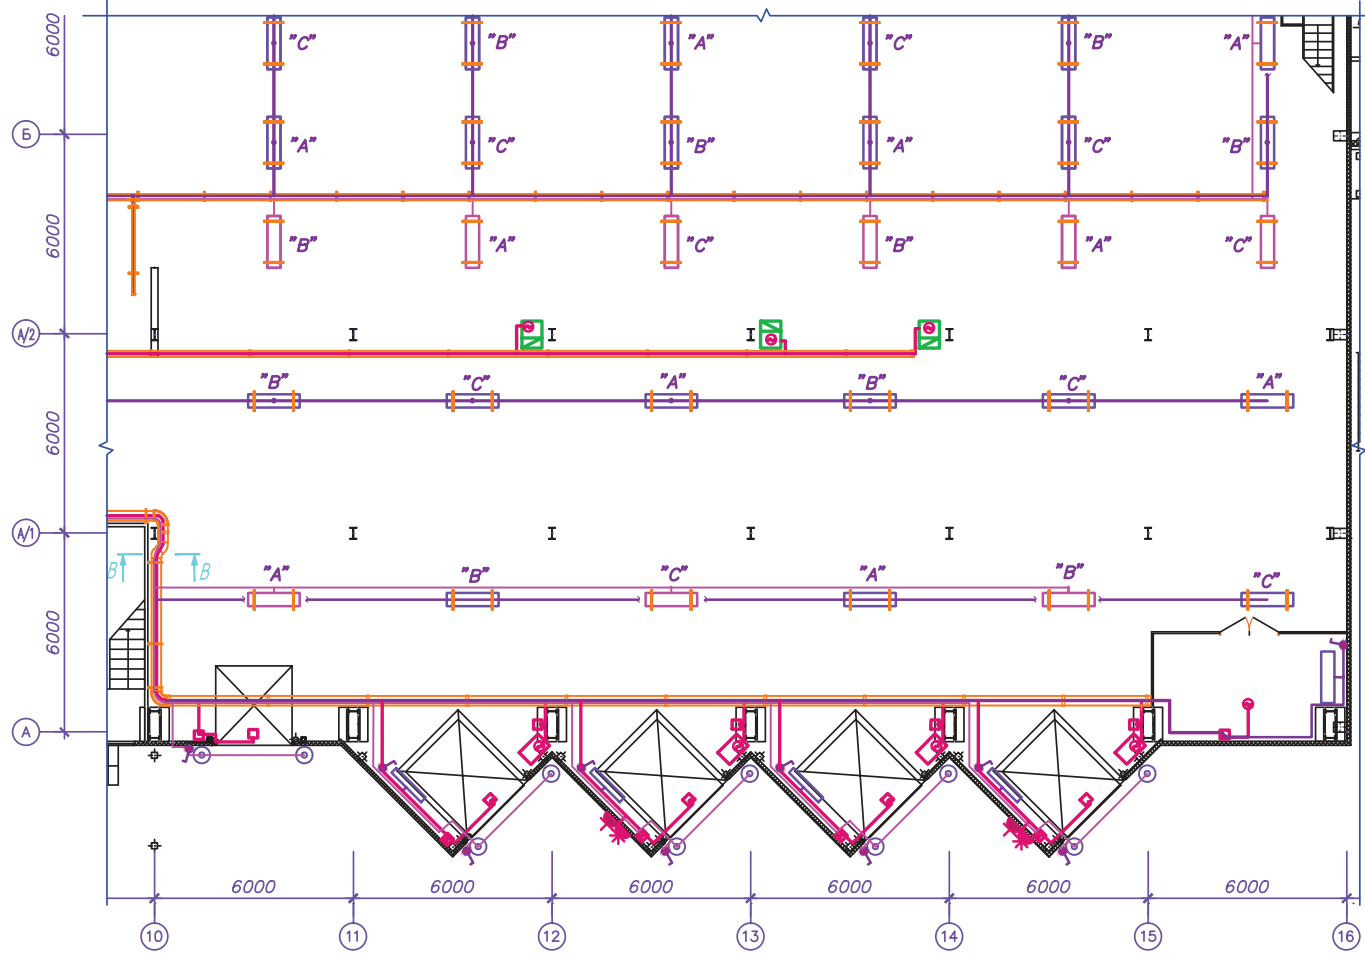 6000
"C" "B" "A" "C" "B" "A"
Б
"A" "C" "B" "A" "C" "B"
6000
"B" "A" "C" "B" "A" "C"
А/2
"B" "C" "A" "B" "C" "A"
6000
А/1
B B
"A" "B" "C" "A" "B" "C"
6000
А
6000 6000 6000 6000 6000 6000
10 11 12 13 14 15 16